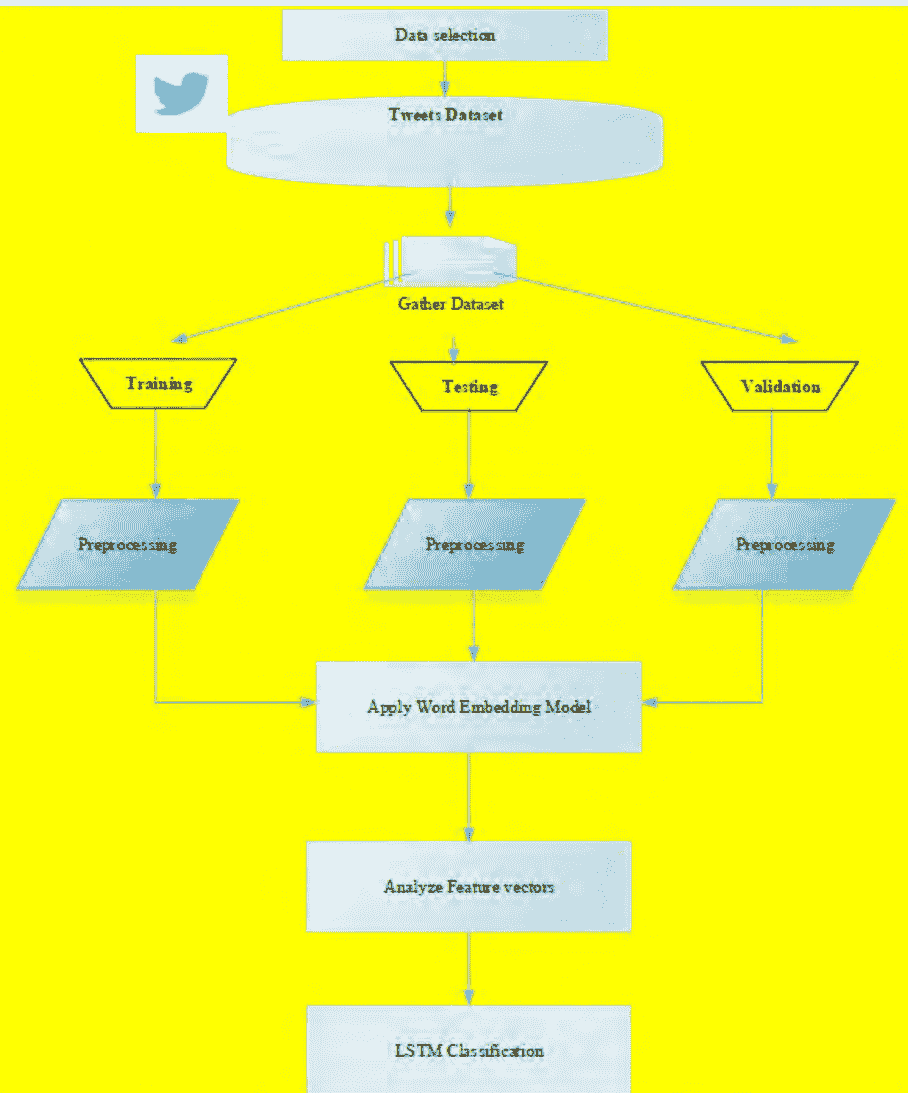 Data selection
Tweets Dataset
Gather Dataset
Training
Testing
Validation
Preprocessing
Preprocessing
Preprocessing
Apply Word Embedding Model
Analyze Feature vectors
LSTM Classification